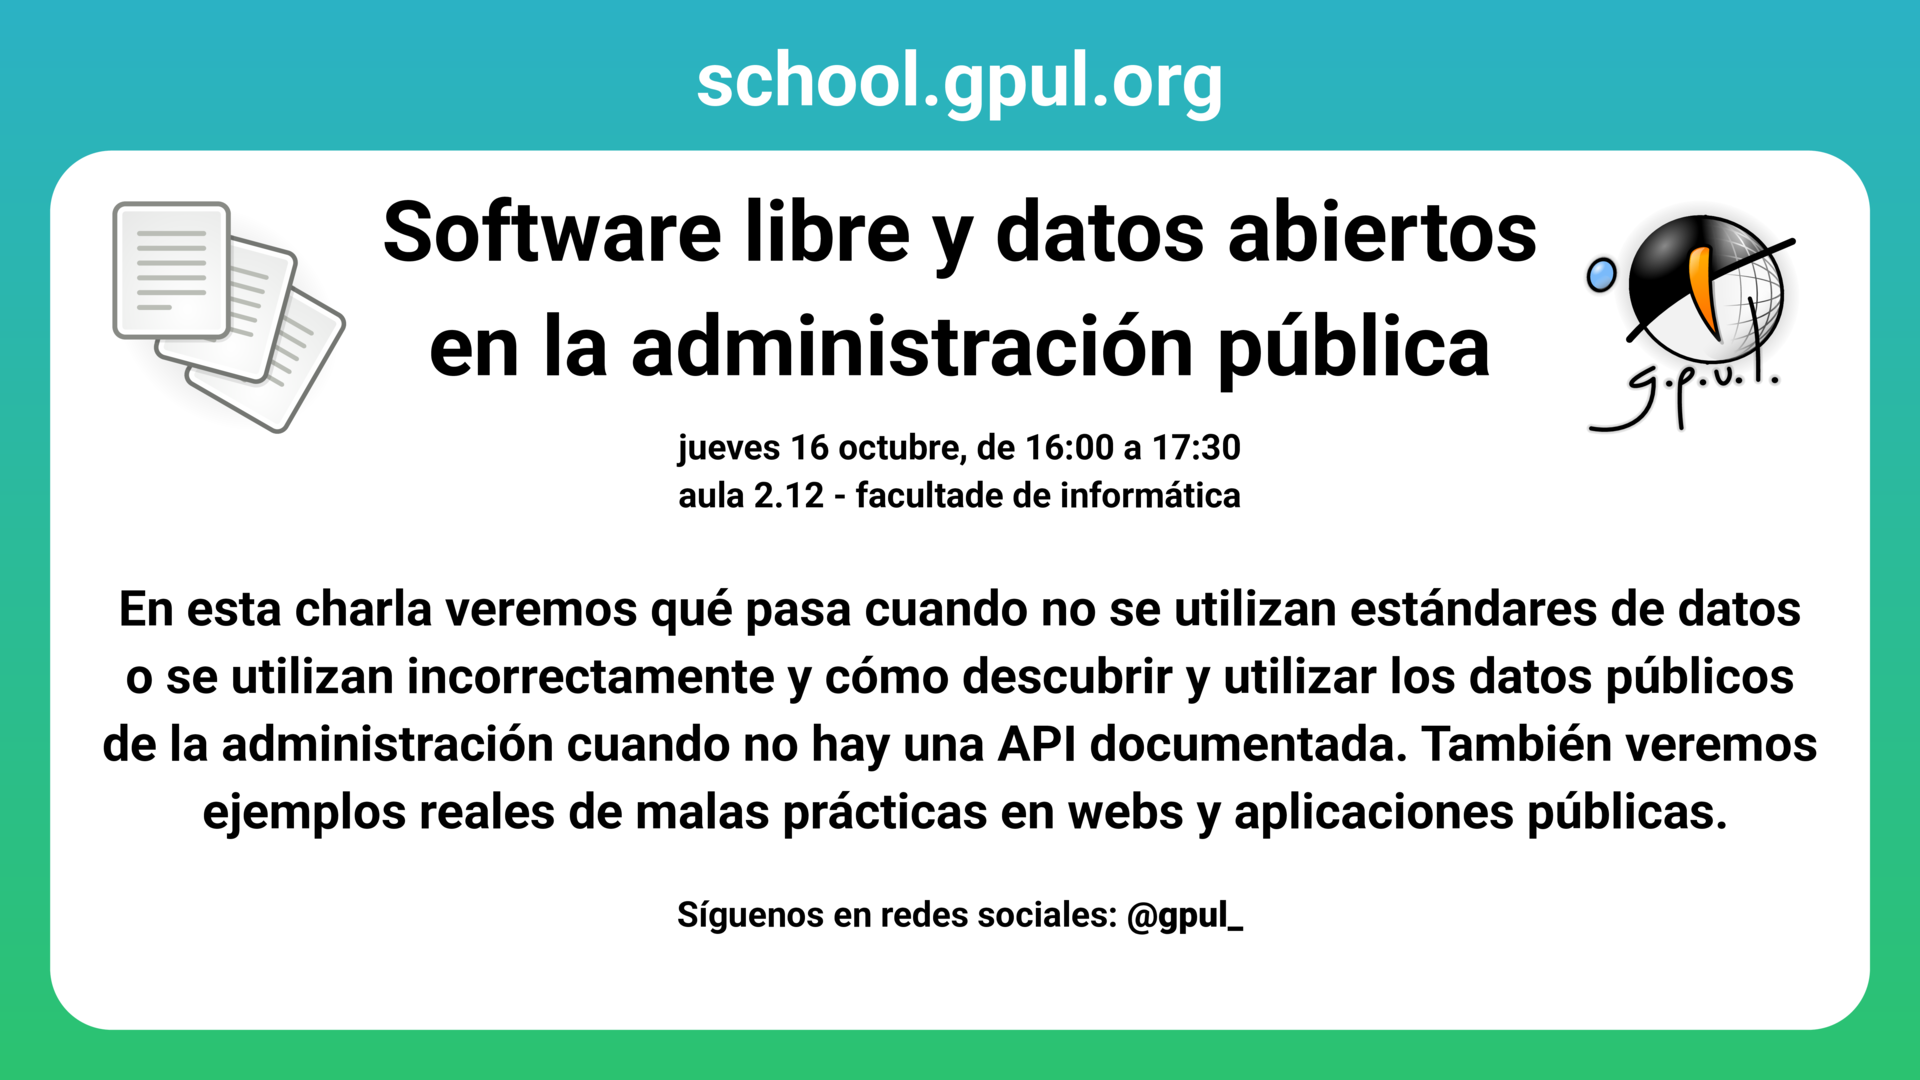 school.gpul.org
Software libre y datos abiertos
en la administración pública
g.p.u.l.
jueves 16 octubre, de 16:00 a 17:30
aula 2.12 - facultade de informática
En esta charla veremos qué pasa cuando no se utilizan estándares de datos
o se utilizan incorrectamente y cómo descubrir y utilizar los datos públicos
de la administración cuando no hay una API documentada. También veremos
ejemplos reales de malas prácticas en webs y aplicaciones públicas.
Síguenos en redes sociales: @gpul_